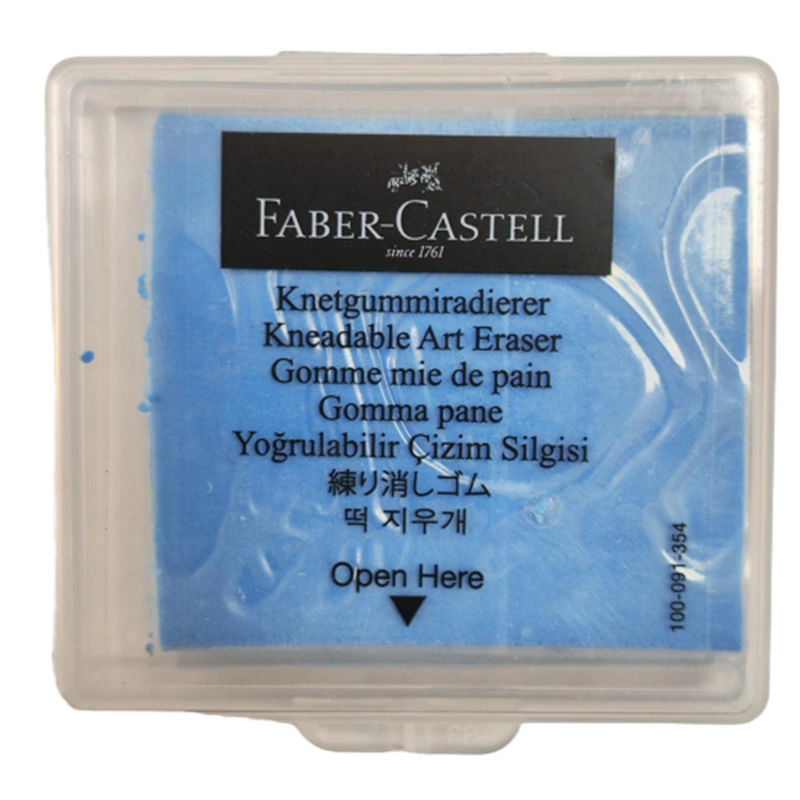 FABER-CASTELL
since 1761
Knetgummiradierer
Kneadable Art Eraser
Gomme mie de pain
Gomma pane
Yoğrulabilir Çizim Silgisi
練り消しゴム
떡 지우개
Open Here
100-091-354